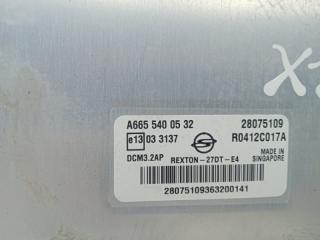 A665 540 05 32
28075109
e13 03 3137
R0412C017A
DCM3.2AP
REXTON-27DT-E4
MADE IN SINGAPORE
28075109363200141